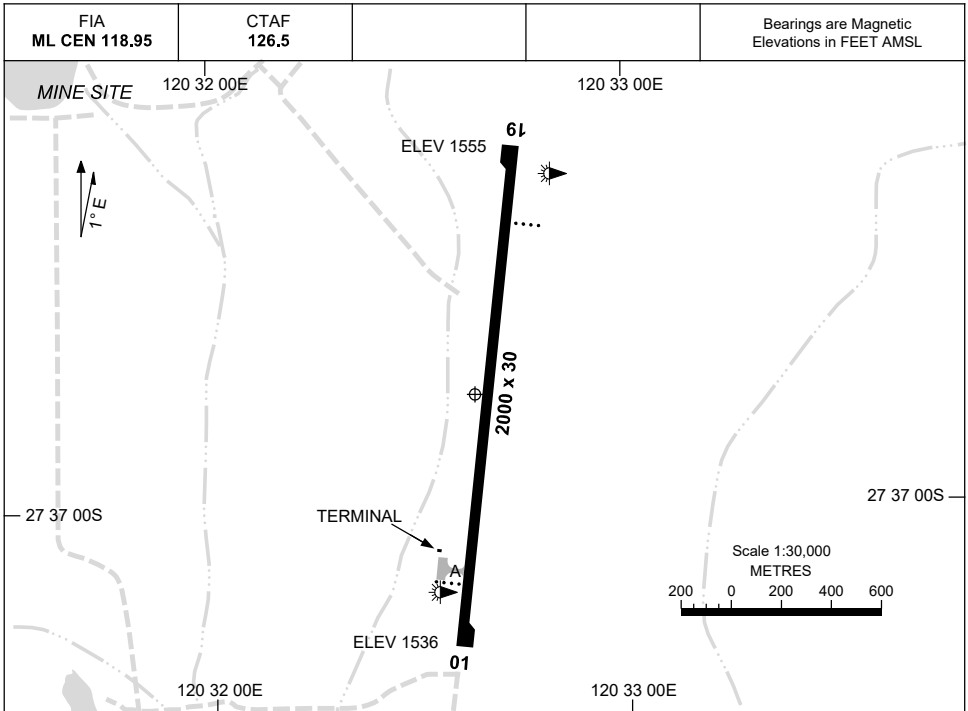 FIA
ML CEN 118.95
CTAF
126.5
Bearings are Magnetic
Elevations in FEET AMSL
MINE SITE
120 32 00E
120 33 00E
19
ELEV 1555
1° E
2000 x 30
27 37 00S
27 37 00S
TERMINAL
A
Scale 1:30,000
METRES
200 0 200 400 600
ELEV 1536
01
120 32 00E
120 33 00E